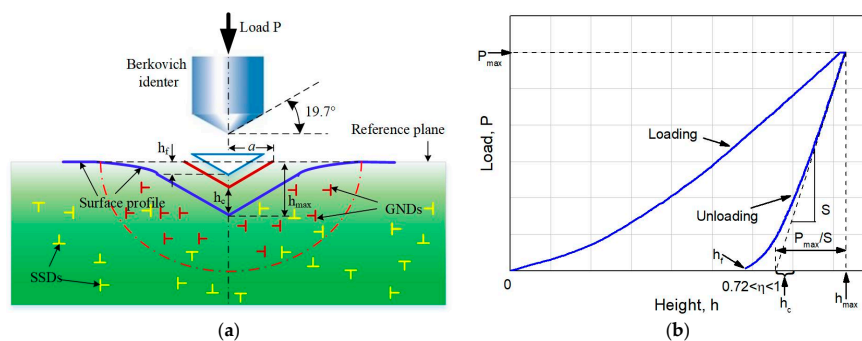 Load P
Berkovich
identer
19.7°
Reference plane
h_f
a
Surface profile
h_c
h_max
GNDs
SSDs
(a)
P_max
Load, P
Loading
Unloading
S
P_max/S
h_f
0
0.72<η<1
h_c
h_max
Height, h
(b)